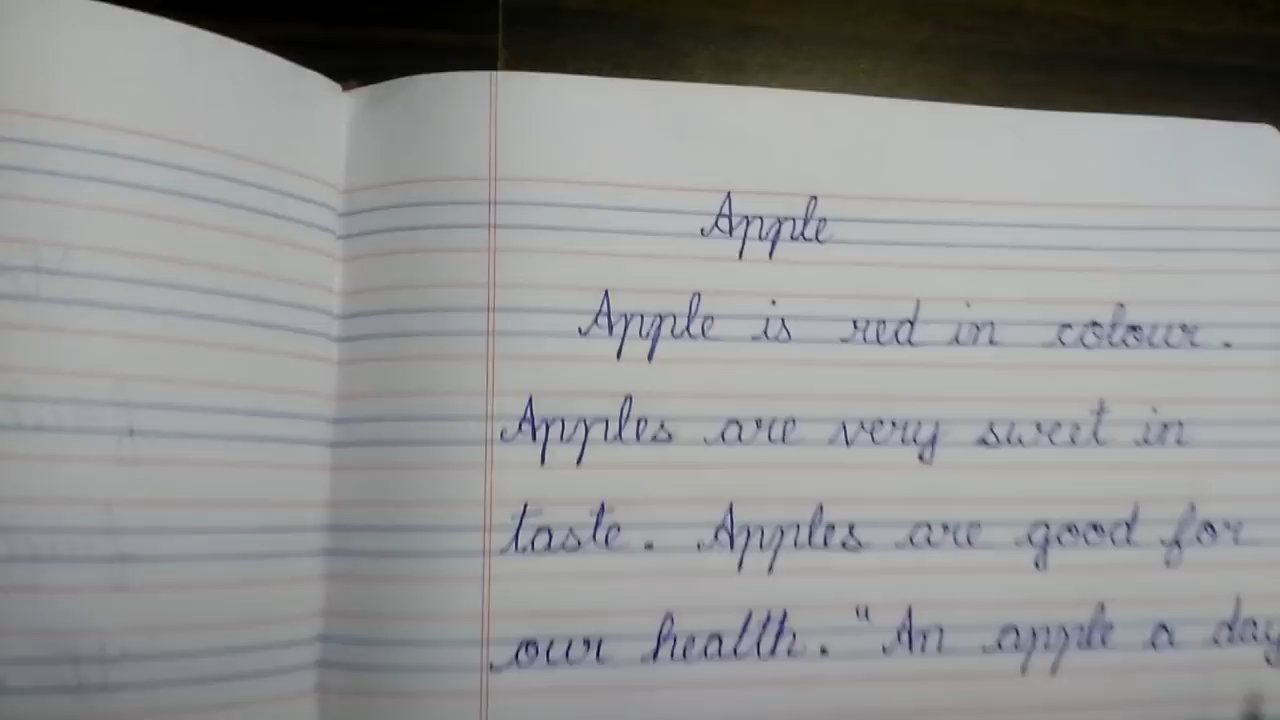 Apple
Apple is red in colour.
Apples are very sweet in
taste. Apples are good for
our health. "An apple a day